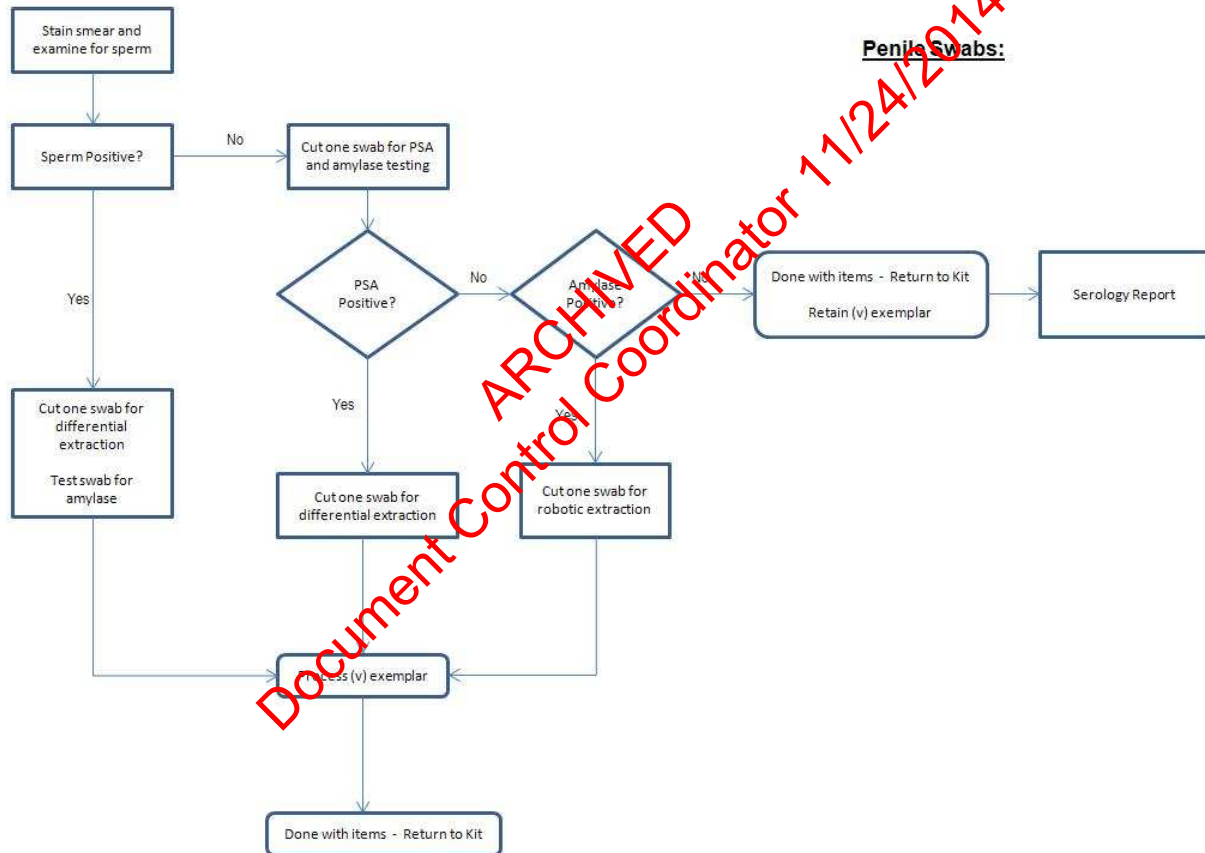 Penile Swabs:
Stain smear and
examine for sperm
Sperm Positive?
No
Cut one swab for PSA
and amylase testing
Yes
PSA
Positive?
No
Amylase
Positive?
No
Done with items - Return to Kit
Retain (v) exemplar
Serology Report
Cut one swab for
differential
extraction
Test swab for
amylase
Yes
Cut one swab for
differential extraction
Yes
Cut one swab for
robotic extraction
Process (v) exemplar
Done with items - Return to Kit
ARCHIVED
Document Control Coordinator 11/24/2014